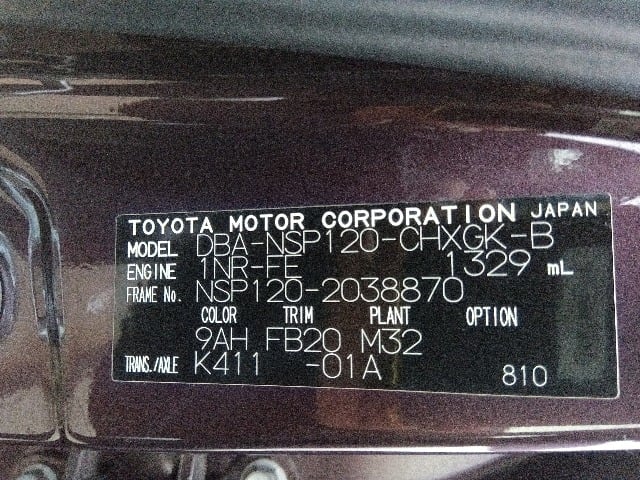 TOYOTA MOTOR CORPORATION JAPAN
MODEL DBA-NSP120-CHXGK-B
ENGINE 1NR-FE 1329 mL
FRAME No. NSP120-2038870
COLOR TRIM PLANT OPTION
9AH FB20 M32
TRANS./AXLE K411 -01A 810